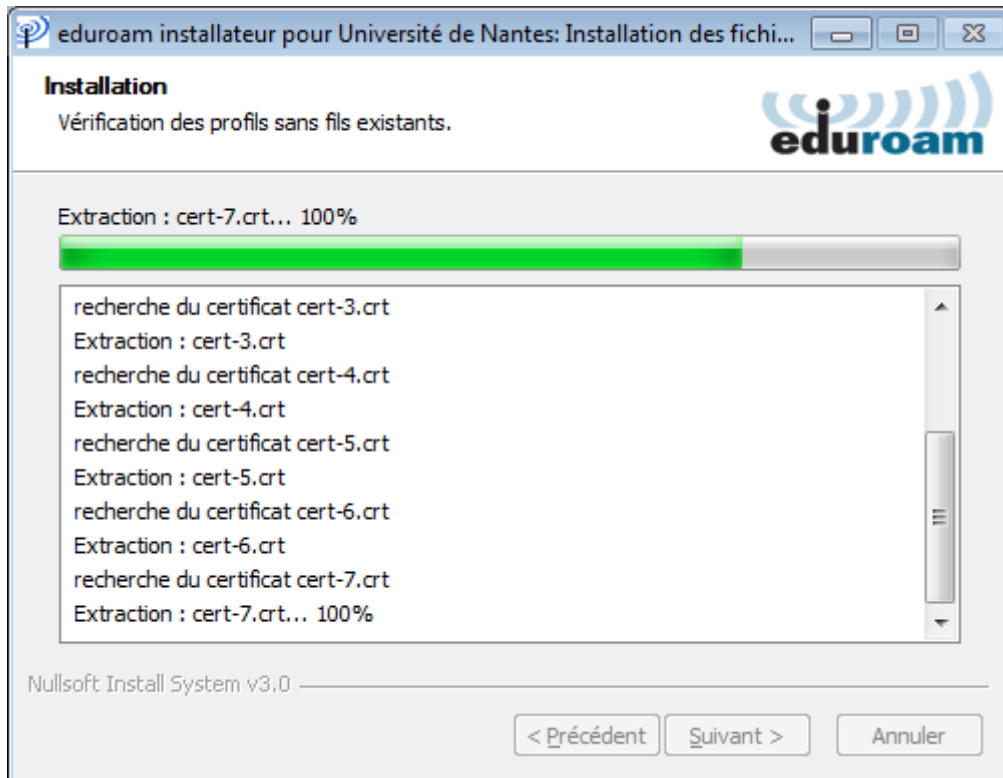 eduroam installateur pour Université de Nantes: Installation des fichi...
Installation
Vérification des profils sans fils existants.
eduroam
Extraction : cert-7.crt... 100%
recherche du certificat cert-3.crt
Extraction : cert-3.crt
recherche du certificat cert-4.crt
Extraction : cert-4.crt
recherche du certificat cert-5.crt
Extraction : cert-5.crt
recherche du certificat cert-6.crt
Extraction : cert-6.crt
recherche du certificat cert-7.crt
Extraction : cert-7.crt... 100%
Nullsoft Install System v3.0
< Précédent
Suivant >
Annuler